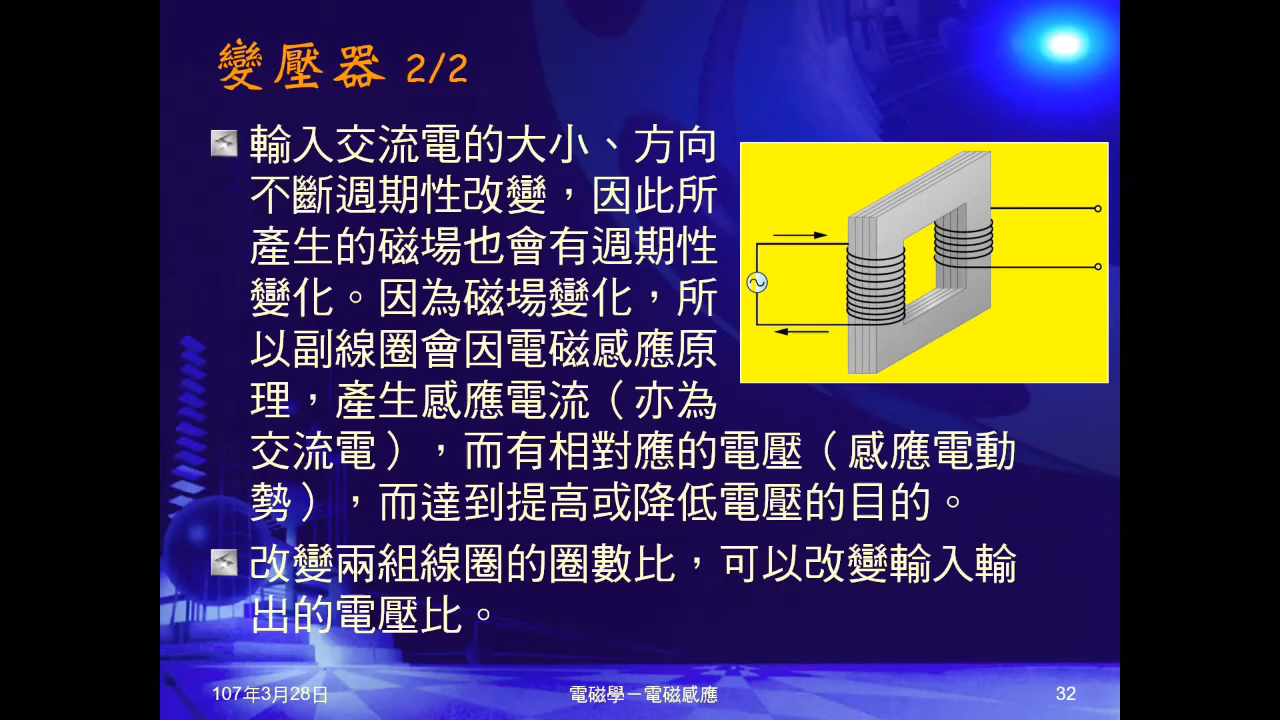 變壓器 2/2
輸入交流電的大小、方向
不斷週期性改變，因此所
產生的磁場也會有週期性
變化。因為磁場變化，所
以副線圈會因電磁感應原
理，產生感應電流（亦為
交流電），而有相對應的電壓（感應電動
勢），而達到提高或降低電壓的目的。
改變兩組線圈的圈數比，可以改變輸入輸
出的電壓比。
107年3月28日
電磁學－電磁感應
32